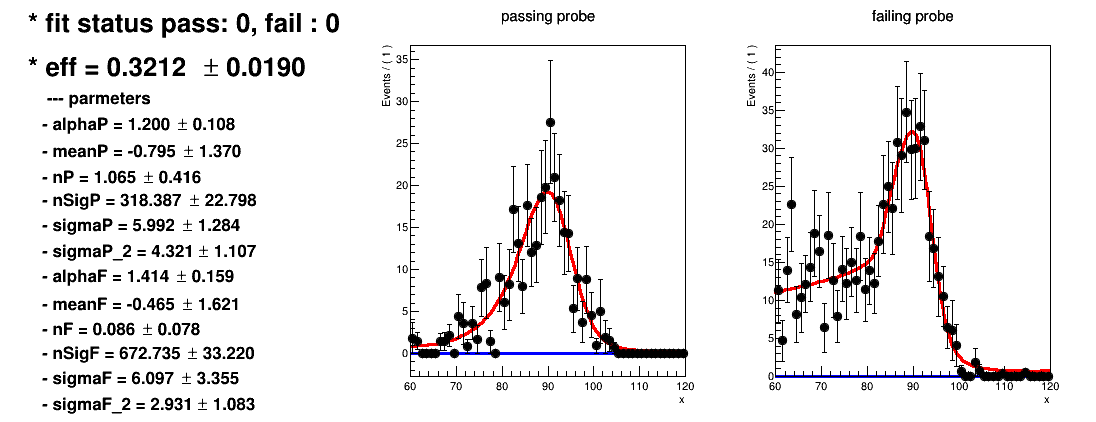 * fit status pass: 0, fail : 0
* eff = 0.3212 ± 0.0190
--- parmeters
- alphaP = 1.200 ± 0.108
- meanP = -0.795 ± 1.370
- nP = 1.065 ± 0.416
- nSigP = 318.387 ± 22.798
- sigmaP = 5.992 ± 1.284
- sigmaP_2 = 4.321 ± 1.107
- alphaF = 1.414 ± 0.159
- meanF = -0.465 ± 1.621
- nF = 0.086 ± 0.078
- nSigF = 672.735 ± 33.220
- sigmaF = 6.097 ± 3.355
- sigmaF_2 = 2.931 ± 1.083
passing probe
Events / ( 1 )
35
30
25
20
15
10
5
0
60 70 80 90 100 110 120
x
failing probe
Events / ( 1 )
40
35
30
25
20
15
10
5
0
60 70 80 90 100 110 120
x